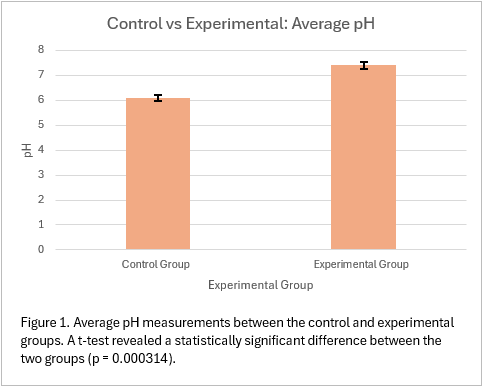 Control vs Experimental: Average pH
8
7
6
5
4
3
2
1
0
pH
Control Group
Experimental Group
Experimental Group
Figure 1. Average pH measurements between the control and experimental
groups. A t-test revealed a statistically significant difference between the
two groups (p = 0.000314).